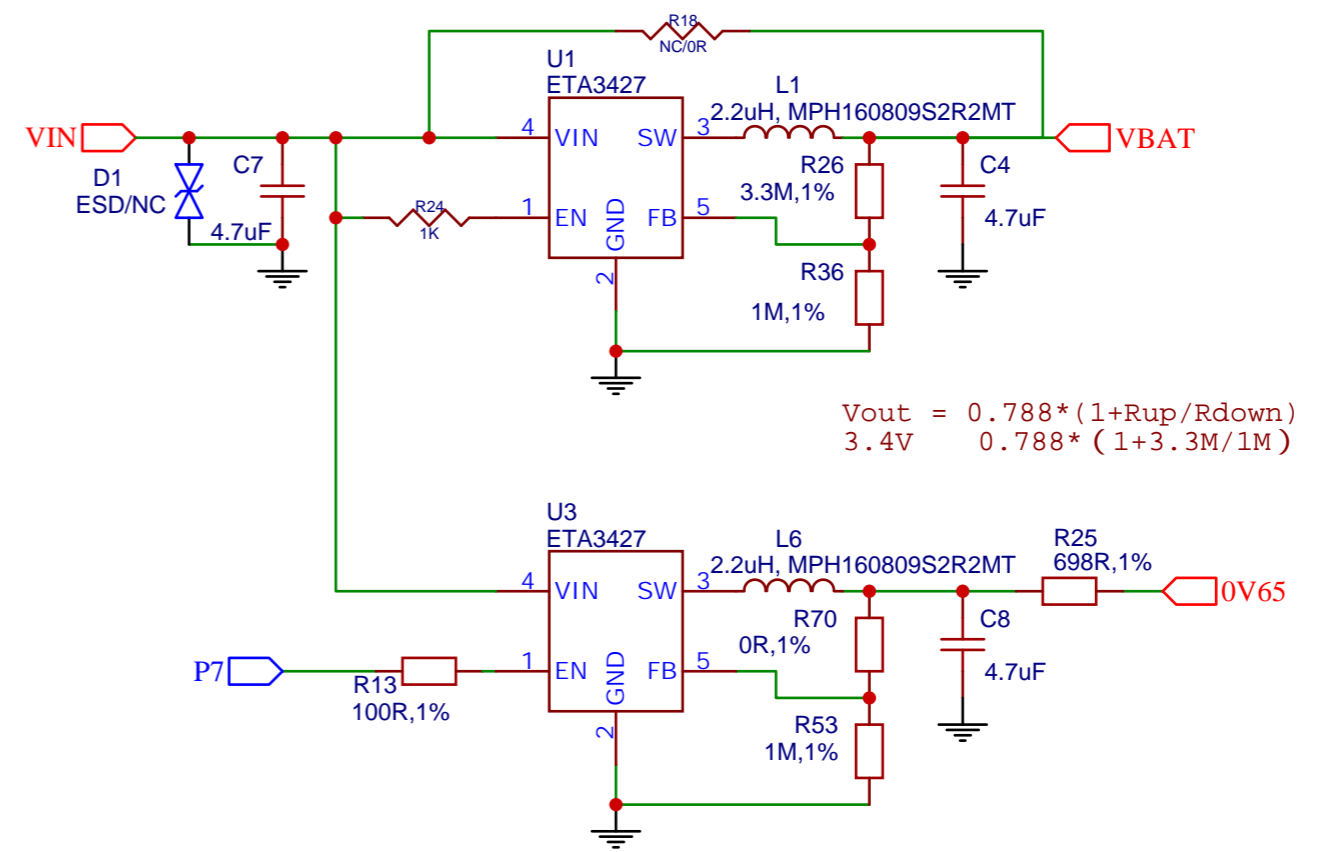 R18
NC/0R
U1
ETA3427
L1
2.2uH, MPH160809S2R2MT
VIN
4
VIN
SW
3
VBAT
D1
ESD/NC
C7
4.7uF
R24
1K
1
EN
GND
FB
5
2
R26
3.3M,1%
C4
4.7uF
R36
1M,1%
Vout = 0.788*(1+Rup/Rdown)
3.4V 0.788*(1+3.3M/1M)
U3
ETA3427
L6
2.2uH, MPH160809S2R2MT
R25
698R,1%
4
VIN
SW
3
0V65
R70
0R,1%
C8
4.7uF
P7
R13
100R,1%
1
EN
GND
FB
5
2
R53
1M,1%